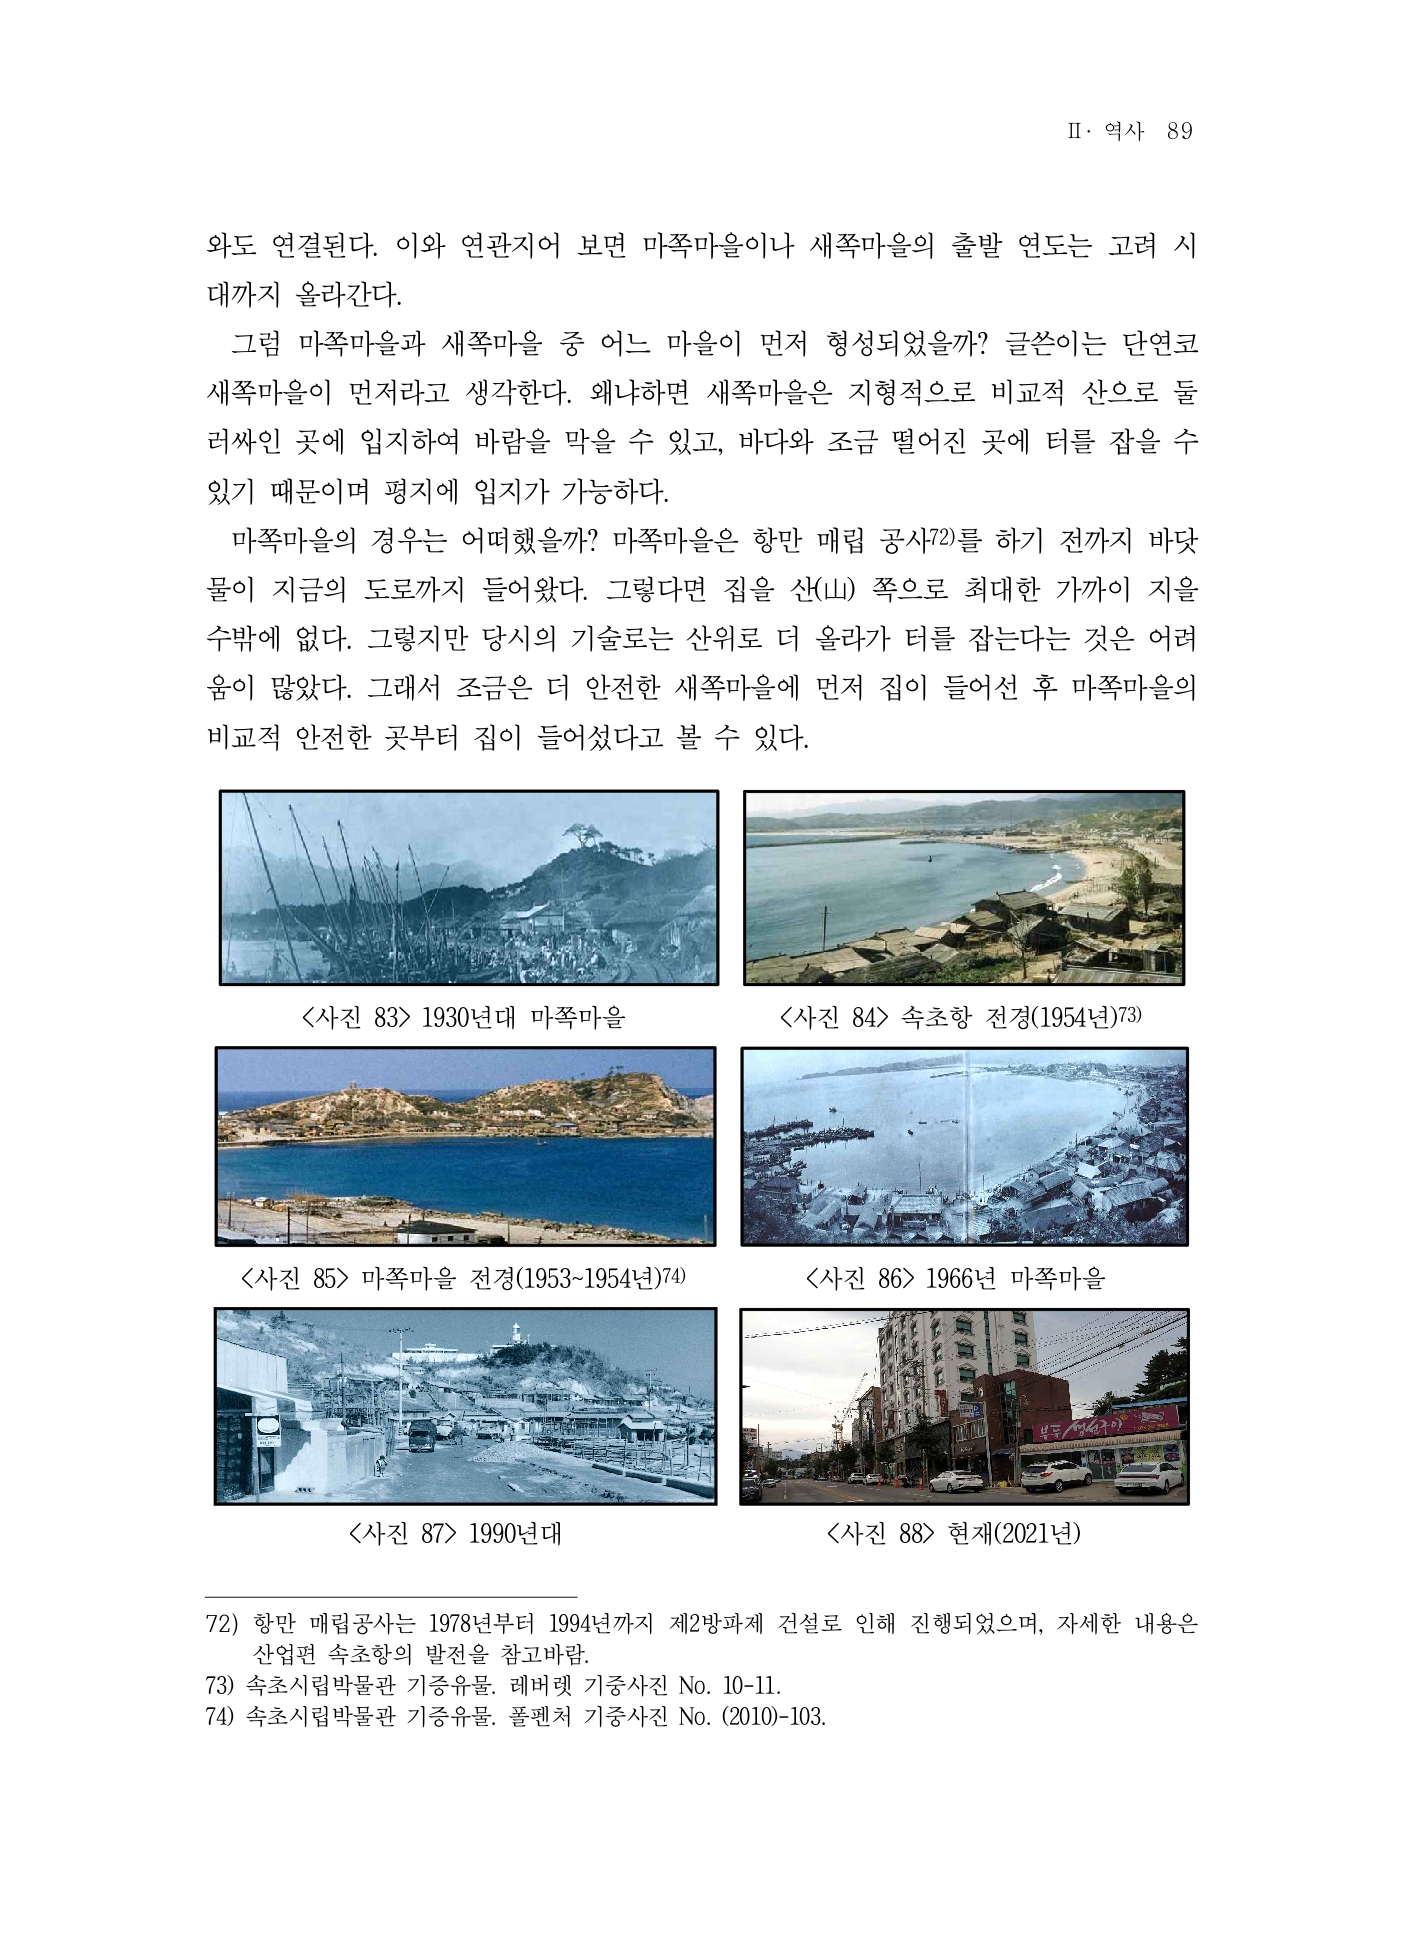 Ⅱ· 역사 89
와도 연결된다. 이와 연관지어 보면 마쪽마을이나 새쪽마을의 출발 연도는 고려 시
대까지 올라간다.
그럼 마쪽마을과 새쪽마을 중 어느 마을이 먼저 형성되었을까? 글쓴이는 단연코
새쪽마을이 먼저라고 생각한다. 왜냐하면 새쪽마을은 지형적으로 비교적 산으로 둘
러싸인 곳에 입지하여 바람을 막을 수 있고, 바다와 조금 떨어진 곳에 터를 잡을 수
있기 때문이며 평지에 입지가 가능하다.
마쪽마을의 경우는 어떠했을까? 마쪽마을은 항만 매립 공사72)를 하기 전까지 바닷
물이 지금의 도로까지 들어왔다. 그렇다면 집을 산(山) 쪽으로 최대한 가까이 지을
수밖에 없다. 그렇지만 당시의 기술로는 산위로 더 올라가 터를 잡는다는 것은 어려
움이 많았다. 그래서 조금은 더 안전한 새쪽마을에 먼저 집이 들어선 후 마쪽마을의
비교적 안전한 곳부터 집이 들어섰다고 볼 수 있다.
<사진 83> 1930년대 마쪽마을
<사진 84> 속초항 전경(1954년)73)
<사진 85> 마쪽마을 전경(1953~1954년)74)
<사진 86> 1966년 마쪽마을
부두생선구이
<사진 87> 1990년대
<사진 88> 현재(2021년)
72) 항만 매립공사는 1978년부터 1994년까지 제2방파제 건설로 인해 진행되었으며, 자세한 내용은
산업편 속초항의 발전을 참고바람.
73) 속초시립박물관 기증유물. 레버렛 기중사진 No. 10-11.
74) 속초시립박물관 기증유물. 폴펜처 기중사진 No. (2010)-103.